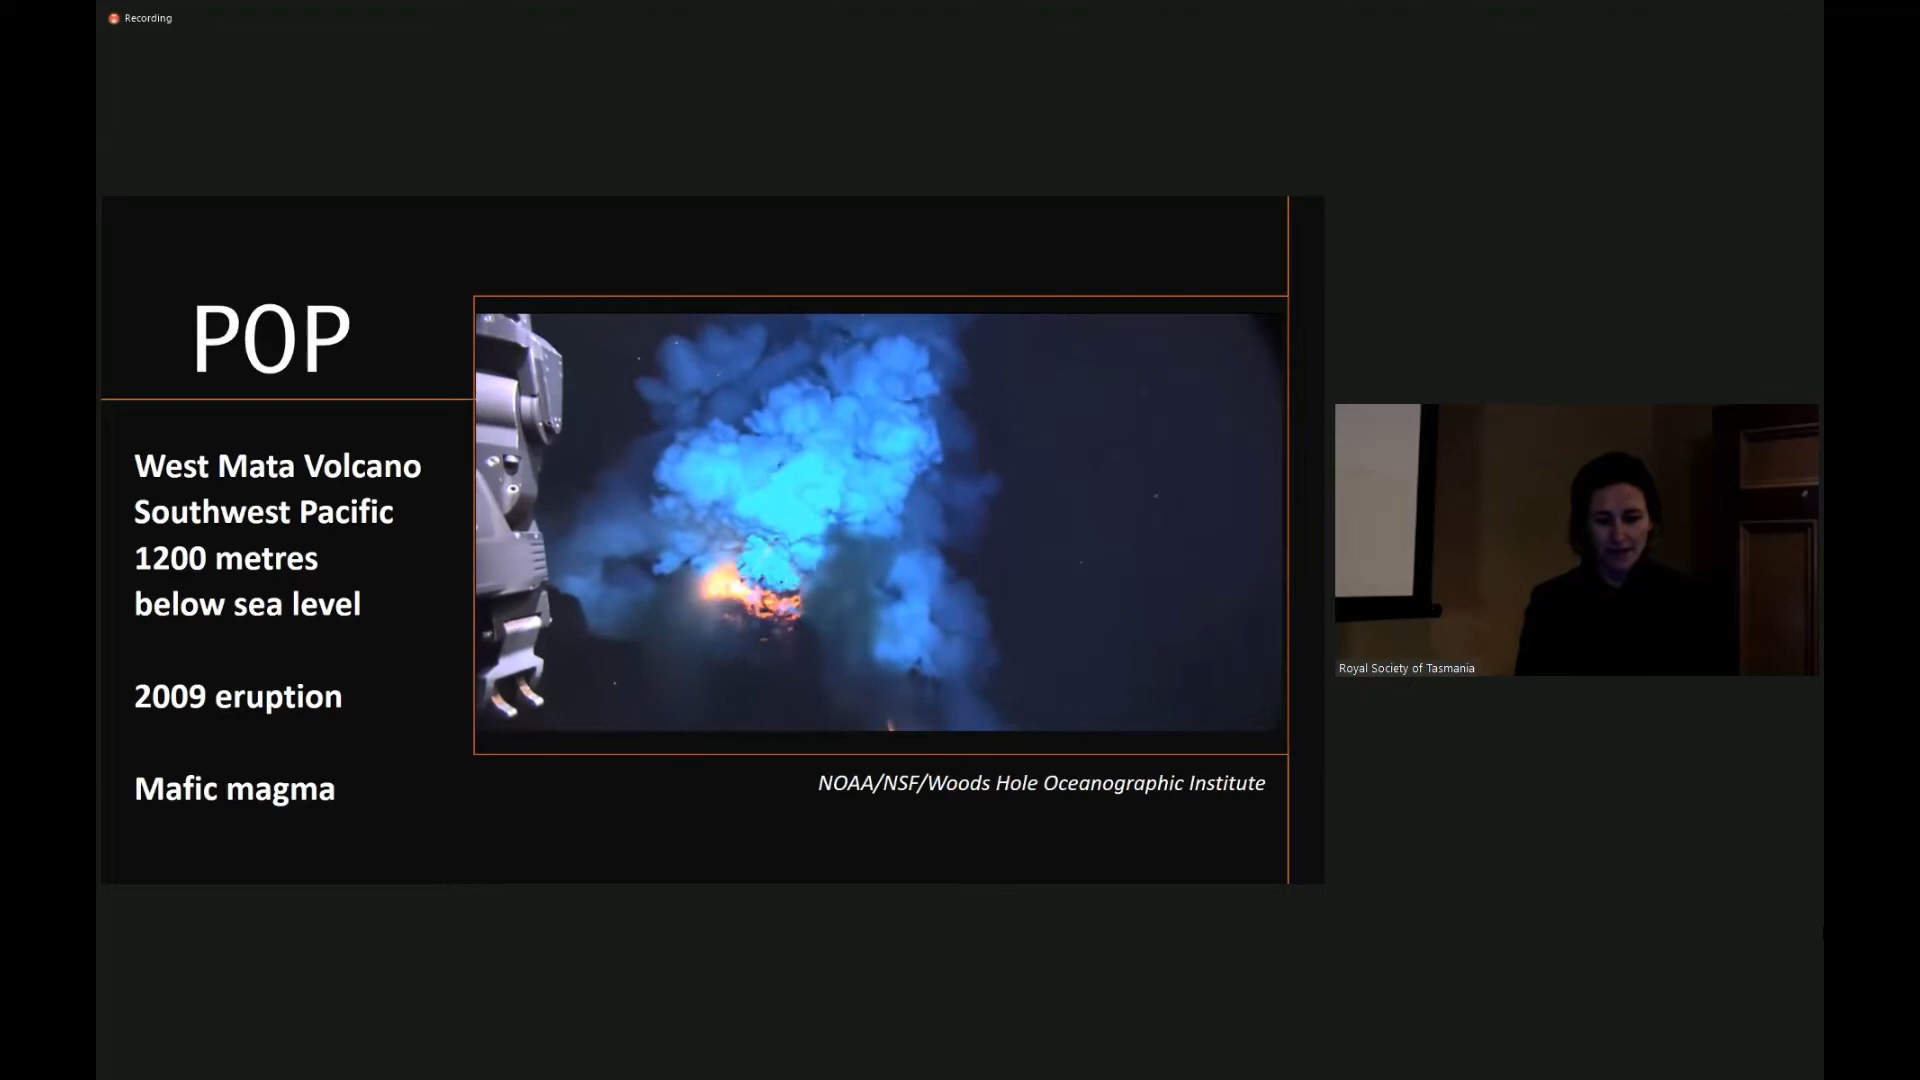 Recording
POP
West Mata Volcano
Southwest Pacific
1200 metres
below sea level
2009 eruption
Mafic magma
NOAA/NSF/Woods Hole Oceanographic Institute
Royal Society of Tasmania